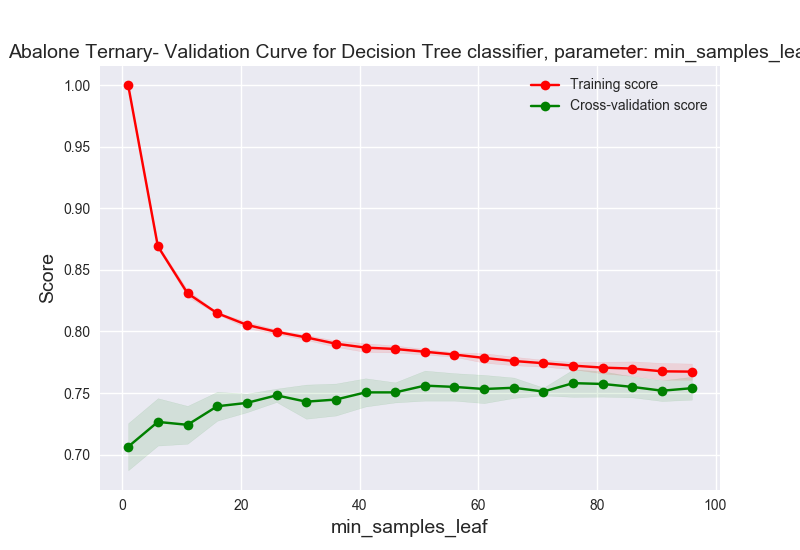 Abalone Ternary- Validation Curve for Decision Tree classifier, parameter: min_samples_lea
Training score
Cross-validation score
1.00
0.95
0.90
0.85
0.80
0.75
0.70
Score
0 20 40 60 80 100
min_samples_leaf